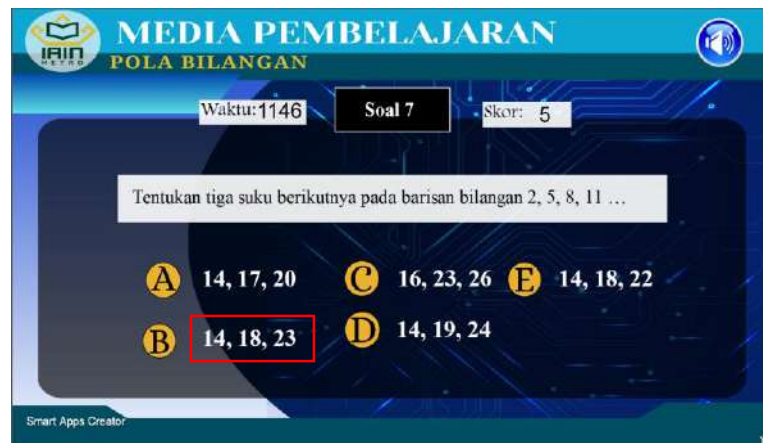 IAIN
METRO
MEDIA PEMBELAJARAN
POLA BILANGAN
Waktu: 1146
Soal 7
Skor: 5
Tentukan tiga suku berikutnya pada barisan bilangan 2, 5, 8, 11 …
A 14, 17, 20
C 16, 23, 26
E 14, 18, 22
B 14, 18, 23
D 14, 19, 24
Smart Apps Creator